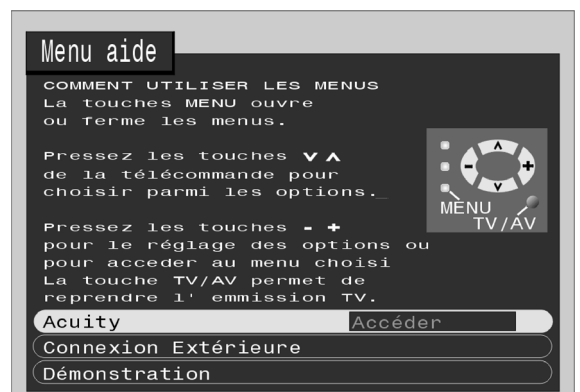 Menu aide
COMMENT UTILISER LES MENUS
La touches MENU ouvre
ou ferme les menus.
Pressez les touches ∨ ∧
de la télécommande pour
choisir parmi les options._
Pressez les touches - +
pour le réglage des options ou
pour acceder au menu choisi
La touche TV/AV permet de
reprendre l' emmission TV.
∧
- +
∨
MENU
TV/AV
Acuity Accéder
Connexion Extérieure
Démonstration